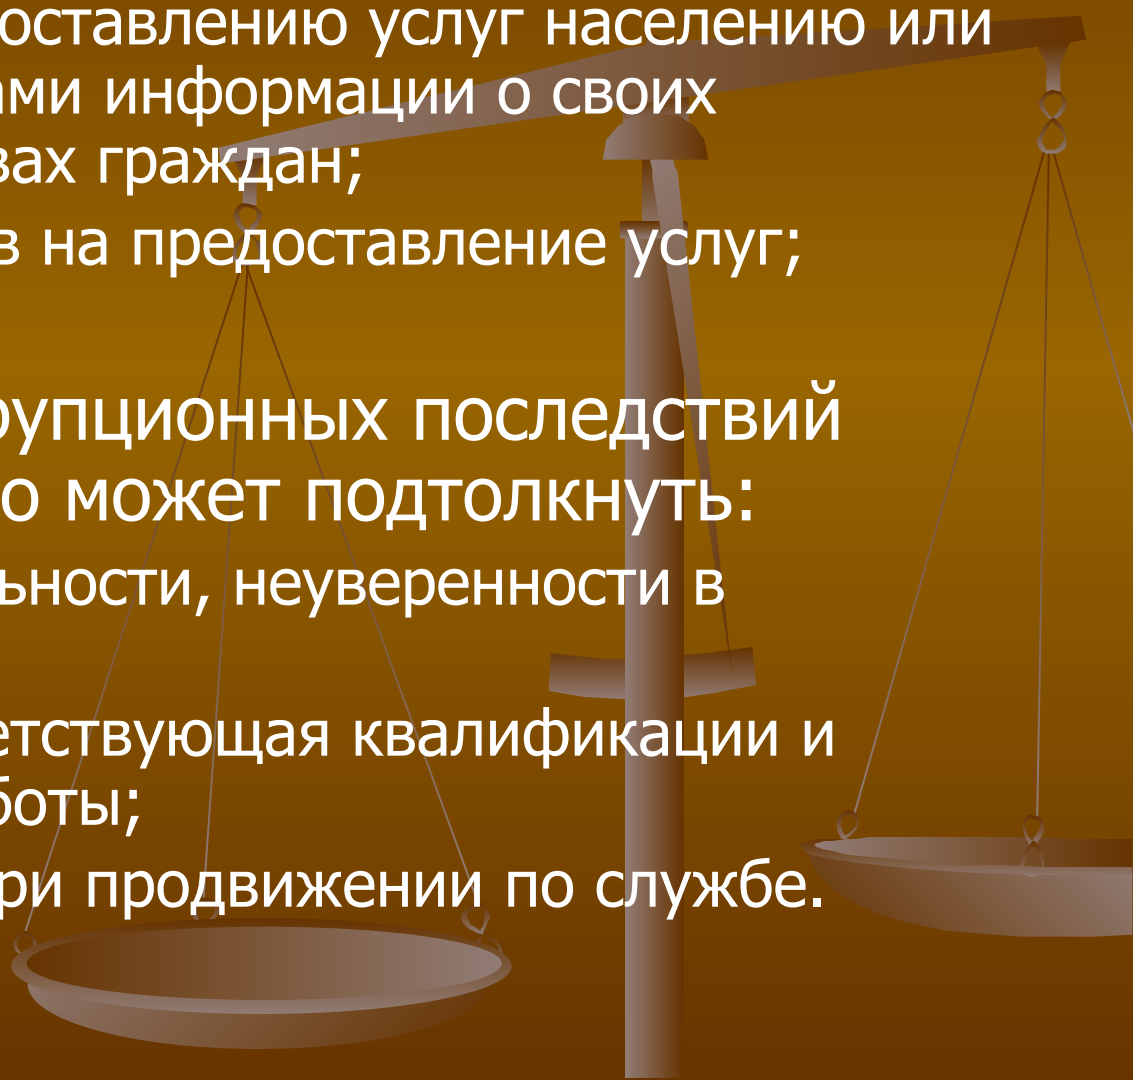 оставлению услуг населению или
ами информации о своих
вах граждан;
в на предоставление услуг;
рупционных последствий
о может подтолкнуть:
ьности, неуверенности в
етствующая квалификации и
боты;
ри продвижении по службе.